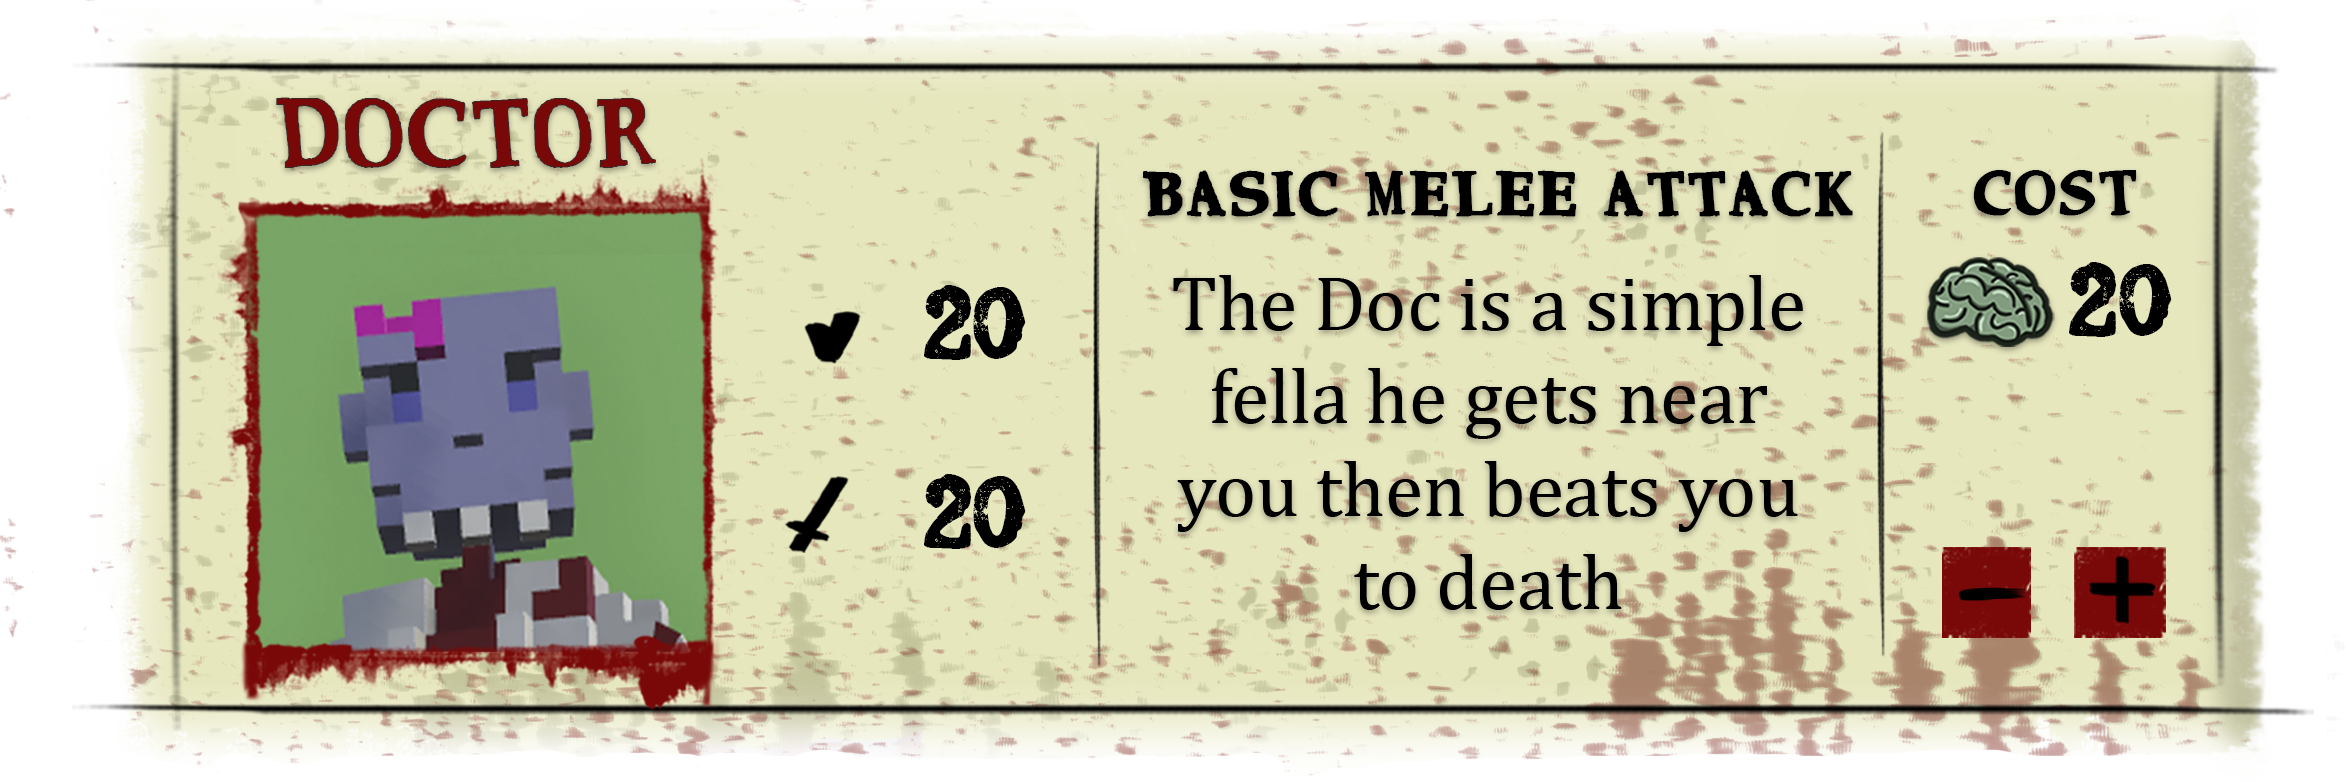 DOCTOR
20
20
BASIC MELEE ATTACK
The Doc is a simple
fella he gets near
you then beats you
to death
COST
20
- +